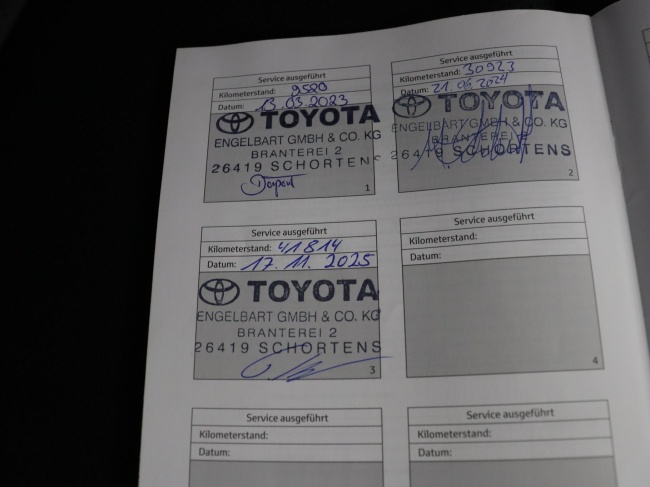 Service ausgeführt
Kilometerstand: 9520
Datum: 13.03.2023
TOYOTA
ENGELBART GMBH & CO. KG
BRANTEREI 2
26419 SCHORTENS
1
Service ausgeführt
Kilometerstand: 30923
Datum: 21.06.2024
TOYOTA
ENGELBART GMBH & CO. KG
BRANTEREI 2
26419 SCHORTENS
2
Service ausgeführt
Kilometerstand: 41814
Datum: 17.11.2025
TOYOTA
ENGELBART GMBH & CO. KG
BRANTEREI 2
26419 SCHORTENS
3
Service ausgeführt
Kilometerstand:
Datum:
4
Service ausgeführt
Kilometerstand:
Datum:
Service ausgeführt
Kilometerstand:
Datum: